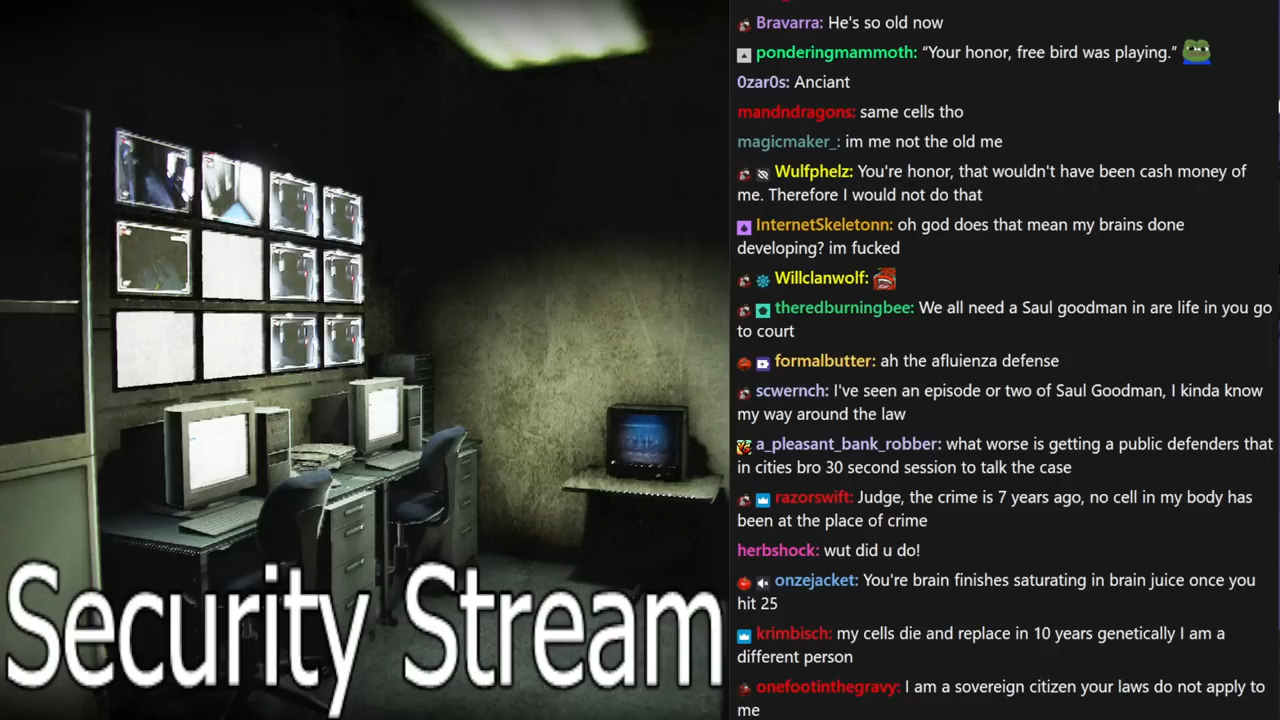 Bravarra: He's so old now
ponderingmammoth: “Your honor, free bird was playing.”
0zar0s: Anciant
mandndragons: same cells tho
magicmaker_: im me not the old me
Wulfphelz: You're honor, that wouldn't have been cash money of
me. Therefore I would not do that
InternetSkeletonn: oh god does that mean my brains done
developing? im fucked
Willclanwolf:
theredburningbee: We all need a Saul goodman in are life in you go
to court
formalbutter: ah the afluienza defense
scwernch: I've seen an episode or two of Saul Goodman, I kinda know
my way around the law
a_pleasant_bank_robber: what worse is getting a public defenders that
in cities bro 30 second session to talk the case
razorswift: Judge, the crime is 7 years ago, no cell in my body has
been at the place of crime
herbshock: wut did u do!
onzejacket: You're brain finishes saturating in brain juice once you
hit 25
krimbisch: my cells die and replace in 10 years genetically I am a
different person
onefootinthegravy: I am a sovereign citizen your laws do not apply to
me
Security Stream